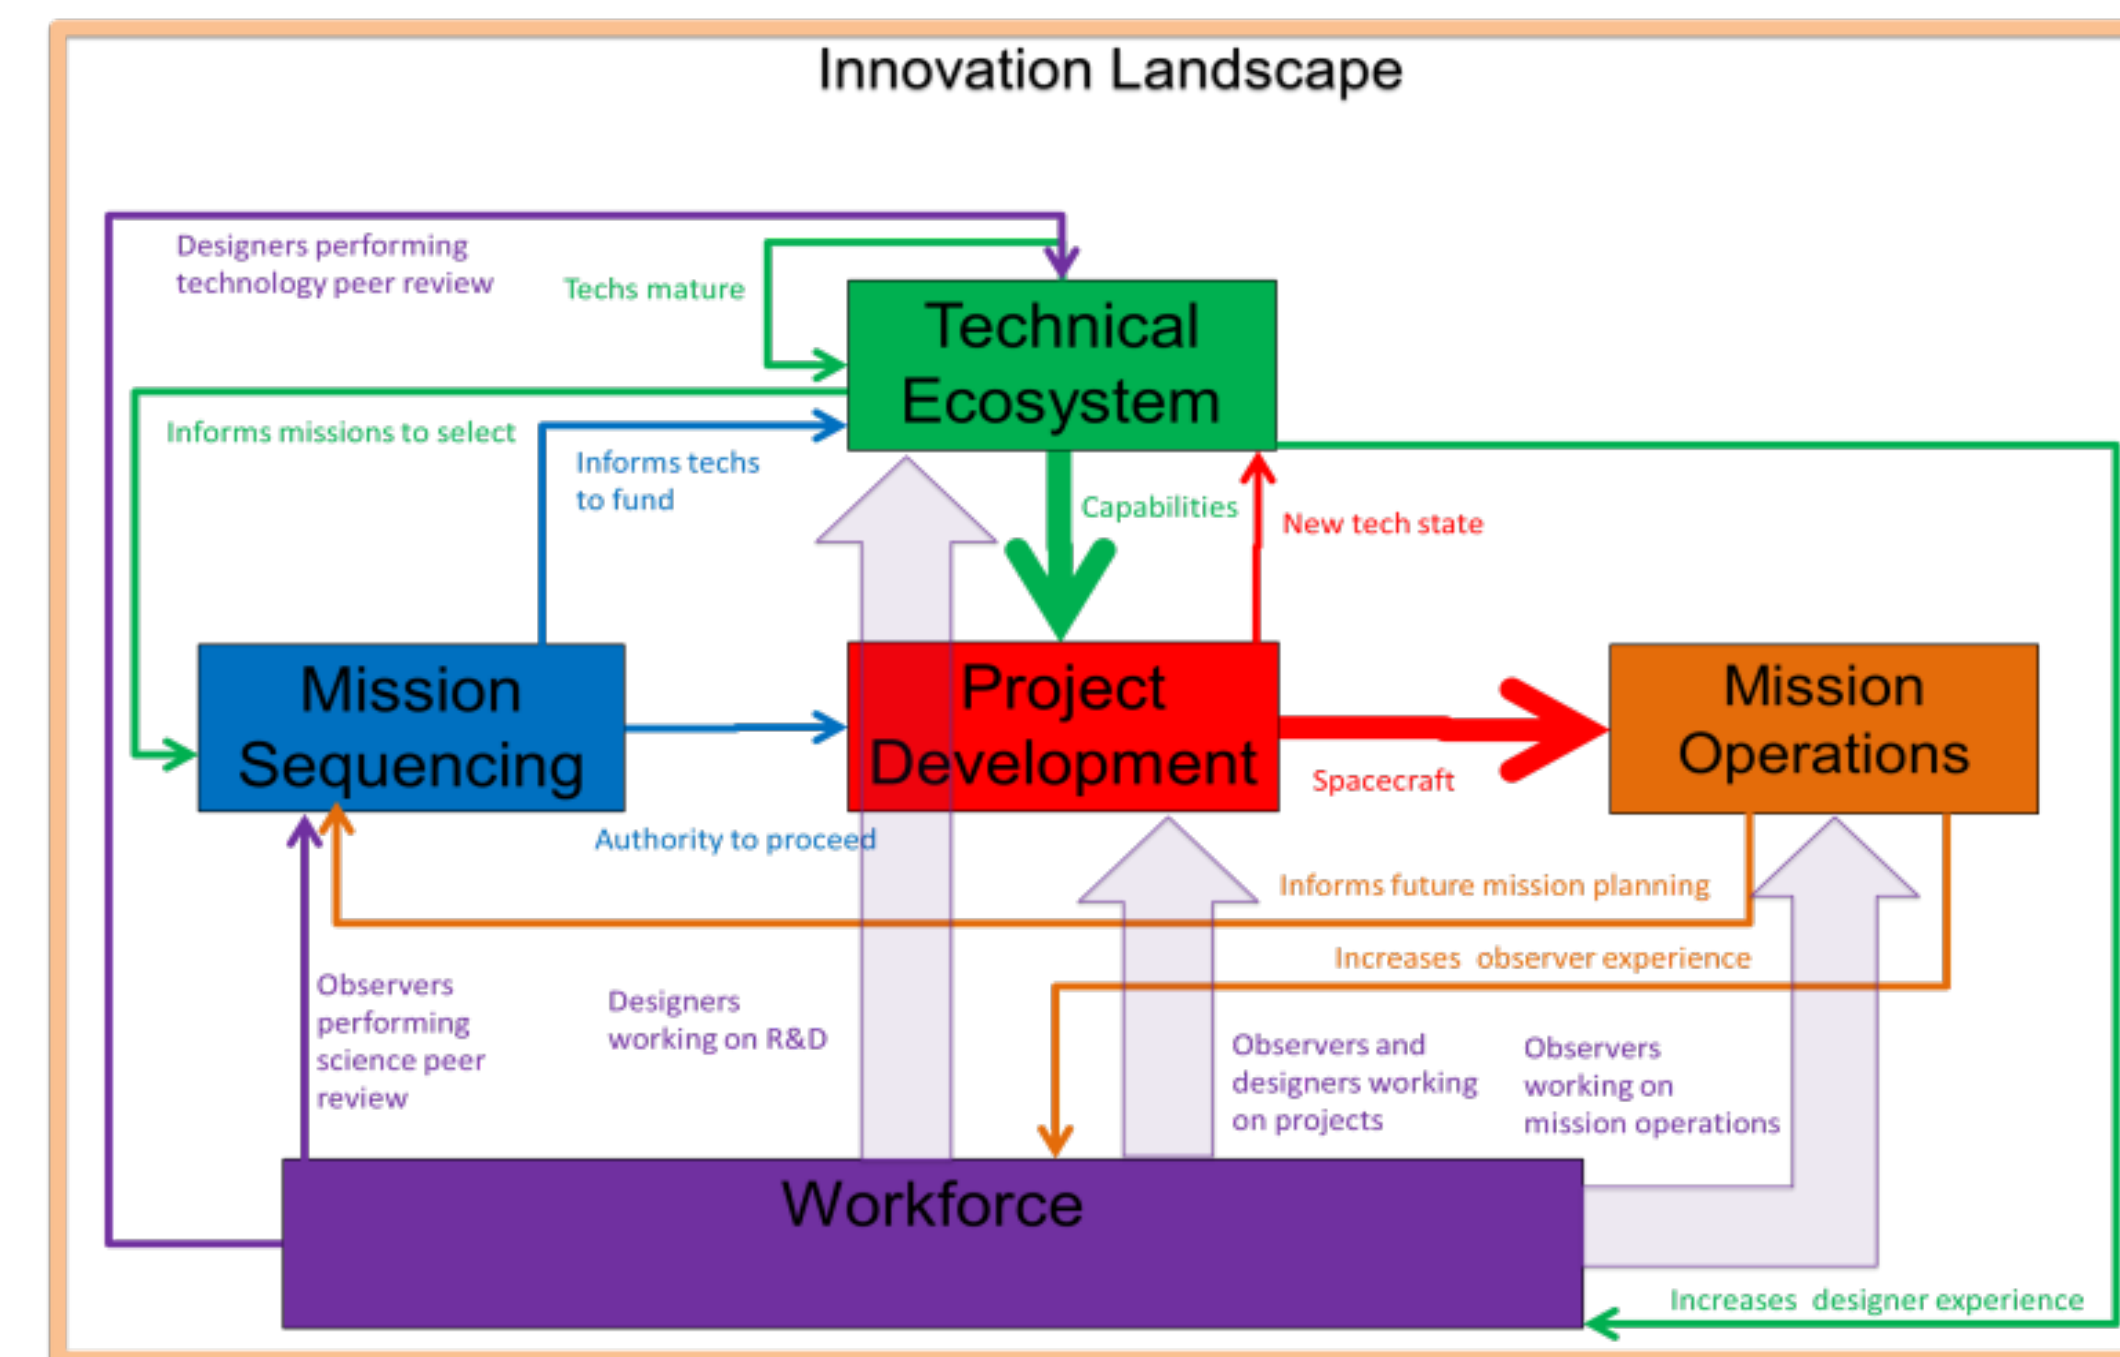 Innovation Landscape
Designers performing
technology peer review
Techs mature
Technical
Ecosystem
Informs missions to select
Informs techs
to fund
Capabilities
New tech state
Mission
Sequencing
Project
Development
Mission
Operations
Spacecraft
Authority to proceed
Informs future mission planning
Increases  observer experience
Observers
performing
science peer
review
Designers
working on R&D
Observers and
designers working
on projects
Observers
working on
mission operations
Workforce
Increases  designer experience